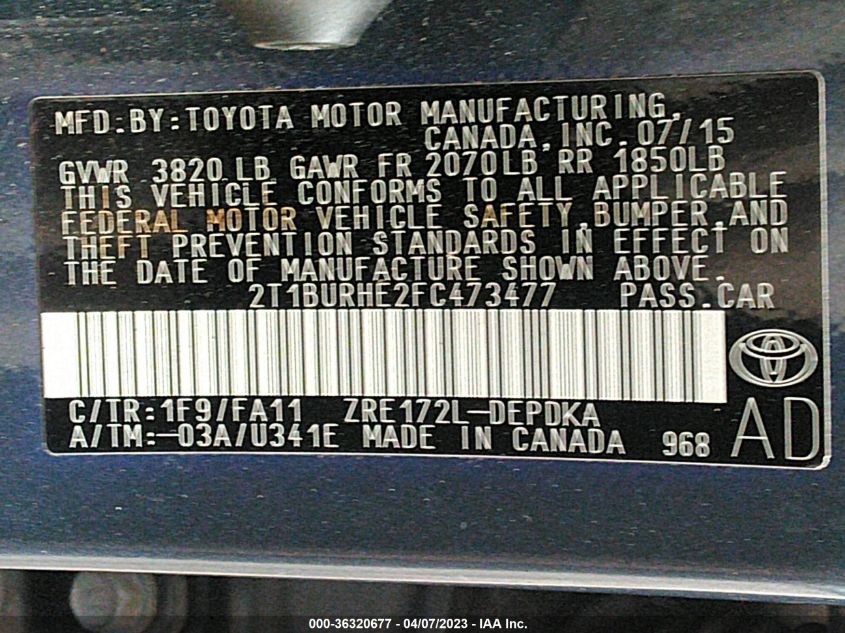 MFD.BY:TOYOTA MOTOR MANUFACTURING,
CANADA,INC.07/15
GVWR 3820 LB GAWR FR 2070LB RR 1850LB
THIS VEHICLE CONFORMS TO ALL APPLICABLE
FEDERAL MOTOR VEHICLE SAFETY,BUMPER,AND
THEFT PREVENTION STANDARDS IN EFFECT ON
THE DATE OF MANUFACTURE SHOWN ABOVE.
2T1BURHE2FC473477 PASS.CAR
C/TR:1F9/FA11 ZRE172L-DEPDKA
A/TM:-03A/U341E MADE IN CANADA 968 AD
000-36320677 - 04/07/2023 - IAA Inc.